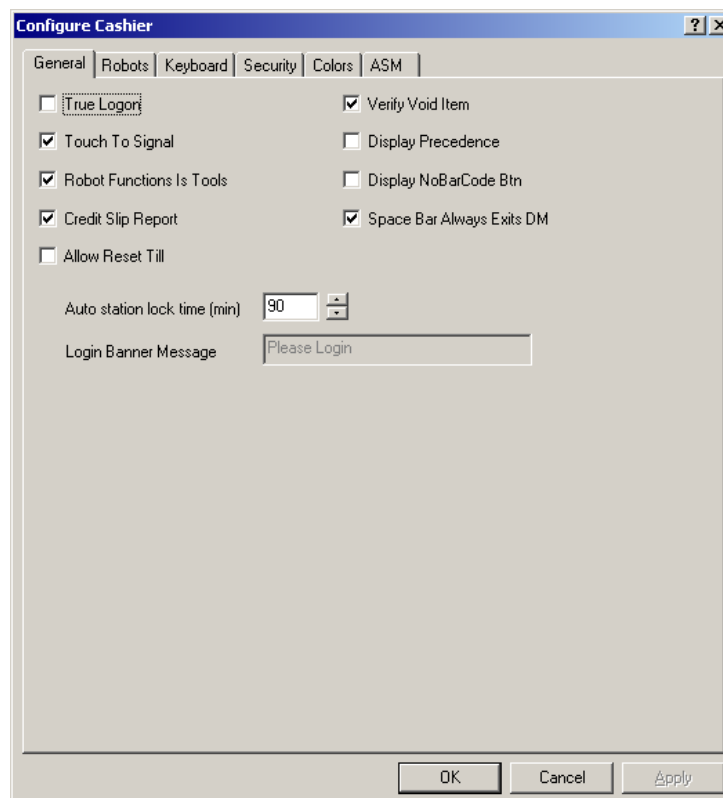 Configure Cashier
General Robots Keyboard Security Colors ASM
True Logon Verify Void Item
Touch To Signal Display Precedence
Robot Functions Is Tools Display NoBarCode Btn
Credit Slip Report Space Bar Always Exits DM
Allow Reset Till
Auto station lock time (min) 90
Login Banner Message Please Login
OK Cancel Apply